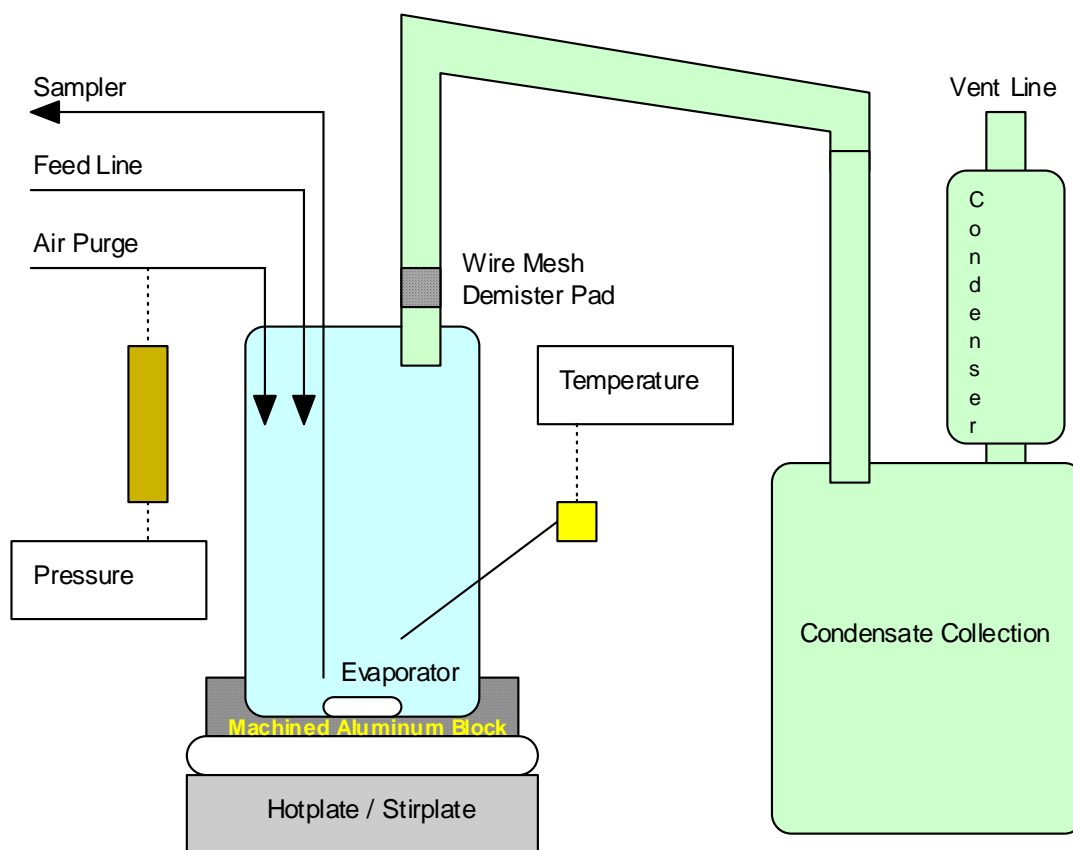 Sampler
Vent Line
Feed Line
Condenser
Air Purge
Wire Mesh
Demister Pad
Temperature
Pressure
Condensate Collection
Evaporator
Machined Aluminum Block
Hotplate / Stirplate